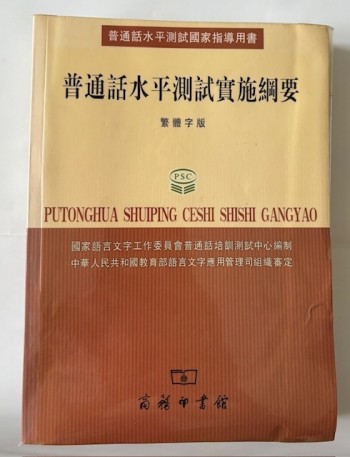 普通話水平測試國家指導用書
普通話水平測試實施綱要
繁體字版
PSC
PUTONGHUA SHUIPING CESHI SHISHI GANGYAO
國家語言文字工作委員會普通話培訓測試中心編制
中華人民共和國教育部語言文字應用管理司組織審定
商務印書館